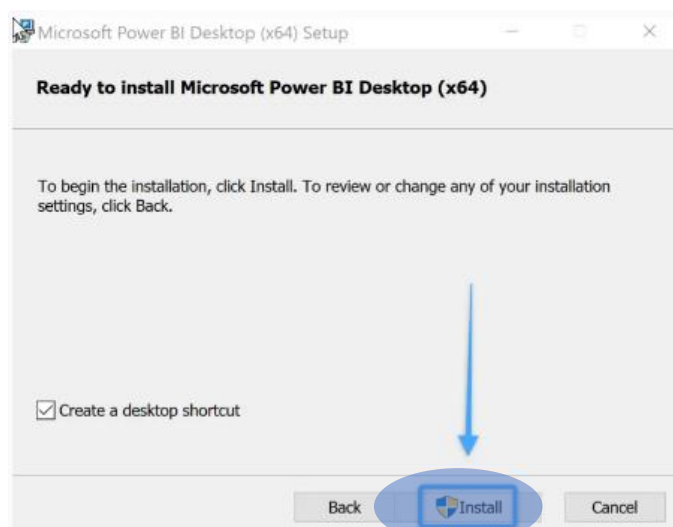 Microsoft Power BI Desktop (x64) Setup
Ready to install Microsoft Power BI Desktop (x64)
To begin the installation, click Install. To review or change any of your installation
settings, click Back.
Create a desktop shortcut
Back Install Cancel